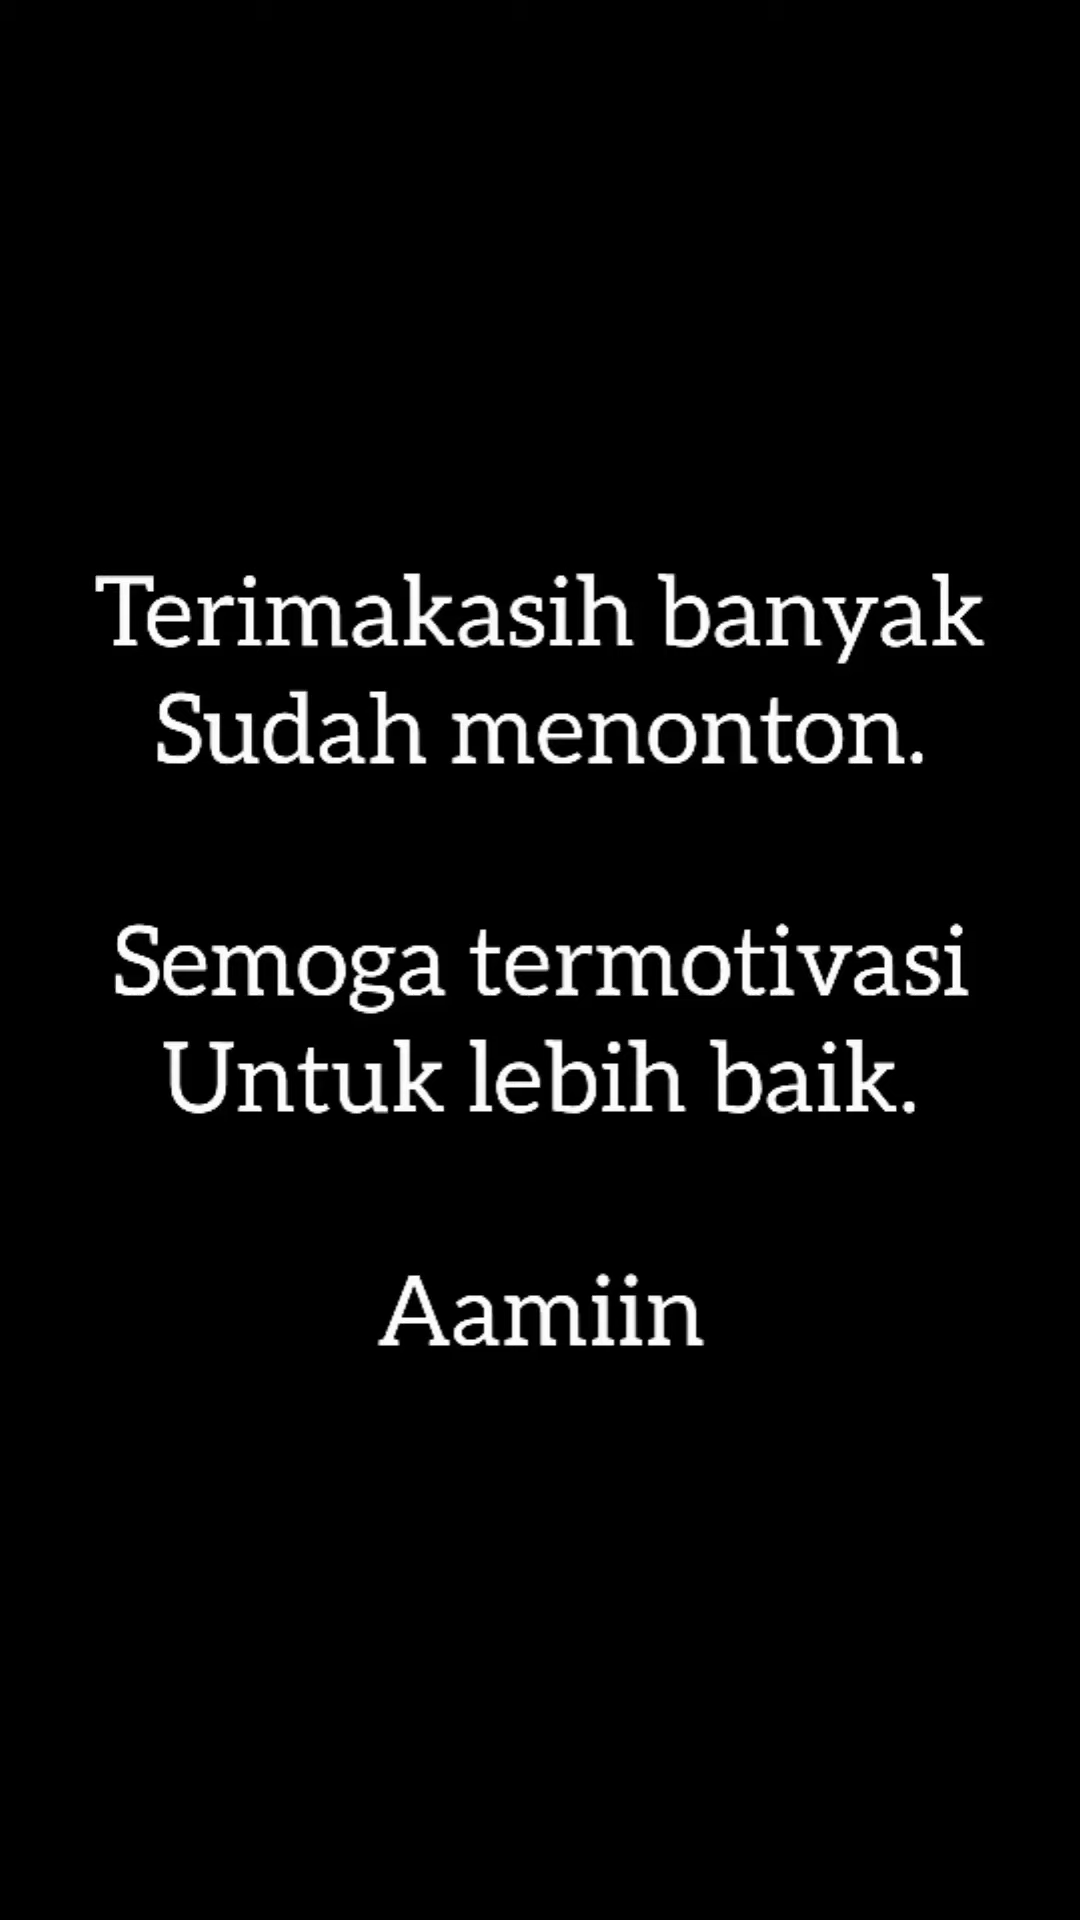 Terimakasih banyak
Sudah menonton.
Semoga termotivasi
Untuk lebih baik.
Aamiin